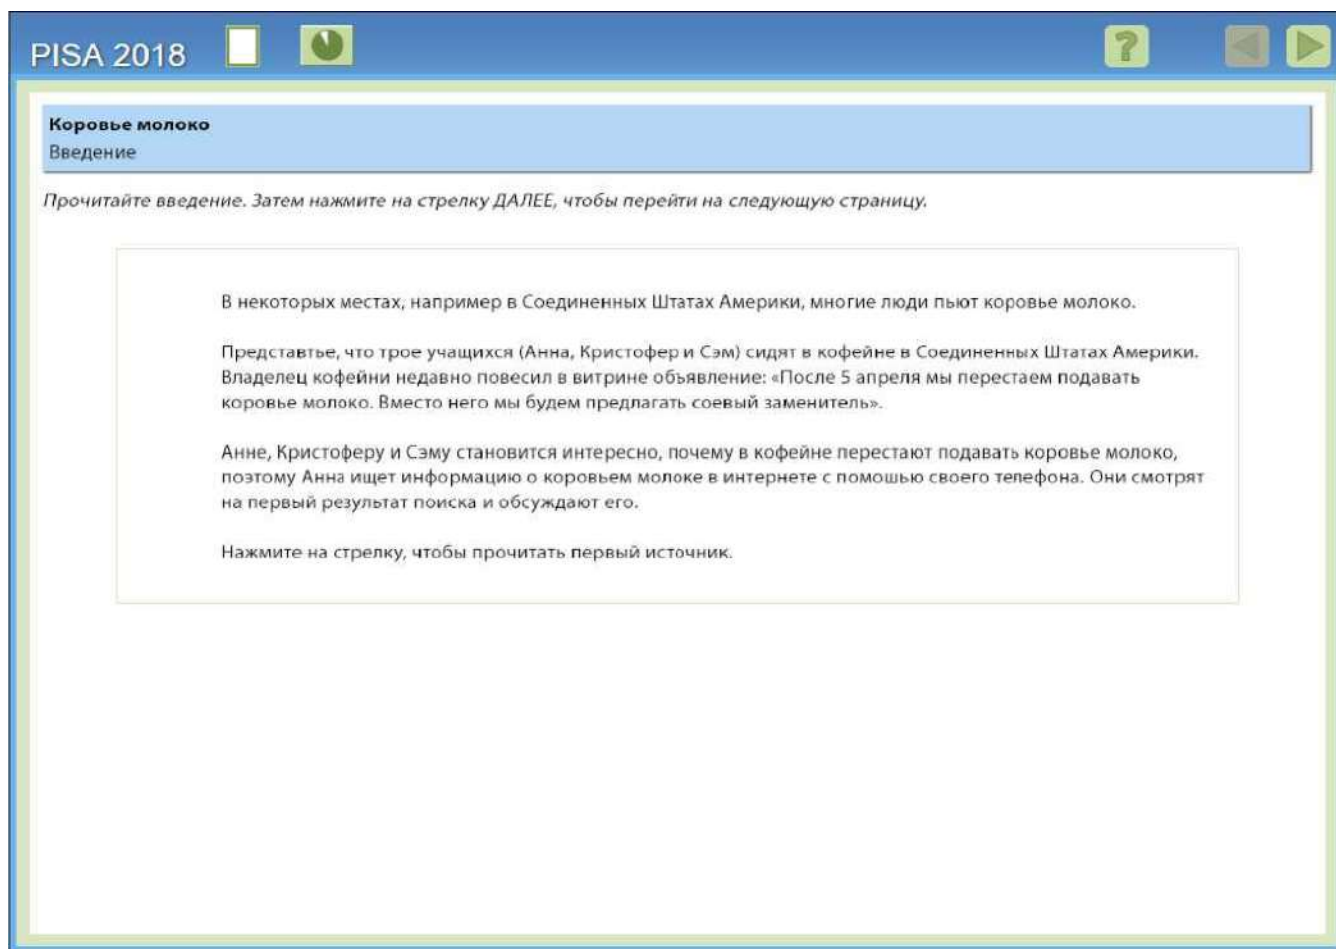 PISA 2018
?
Коровье молоко
Введение
Прочитайте введение. Затем нажмите на стрелку ДАЛЕЕ, чтобы перейти на следующую страницу.
В некоторых местах, например в Соединенных Штатах Америки, многие люди пьют коровье молоко.
Представтье, что трое учащихся (Анна, Кристофер и Сэм) сидят в кофейне в Соединенных Штатах Америки.
Владелец кофейни недавно повесил в витрине объявление: «После 5 апреля мы перестаем подавать
коровье молоко. Вместо него мы будем предлагать соевый заменитель».
Анне, Кристоферу и Сэму становится интересно, почему в кофейне перестают подавать коровье молоко,
поэтому Анна ищет информацию о коровьем молоке в интернете с помошью своего телефона. Они смотрят
на первый результат поиска и обсуждают его.
Нажмите на стрелку, чтобы прочитать первый источник.